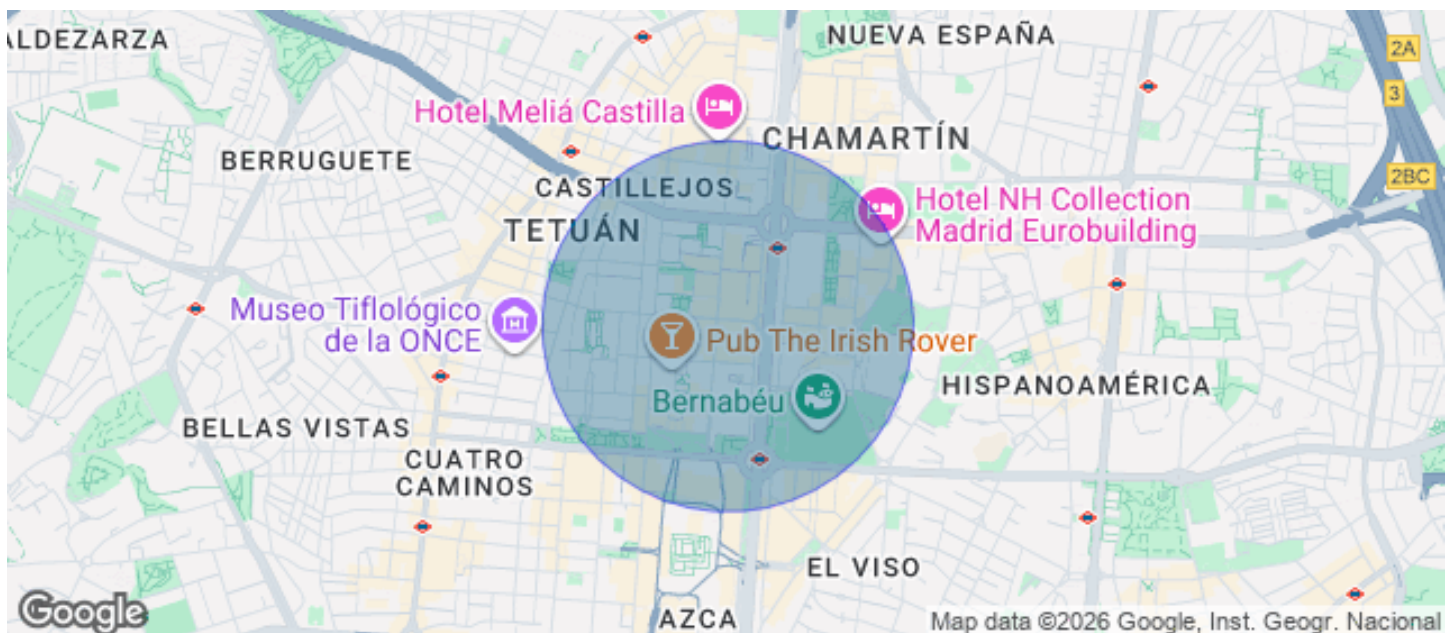 ALDEZARZA
NUEVA ESPAÑA
2A
3
Hotel Meliá Castilla
CHAMARTÍN
BERRUGUETE
2BC
CASTILLEJOS
Hotel NH Collection
Madrid Eurobuilding
TETUÁN
Museo Tiflológico
de la ONCE
Pub The Irish Rover
HISPANOAMÉRICA
Bernabéu
BELLAS VISTAS
CUATRO
CAMINOS
EL VISO
AZCA
Google
Map data ©2026 Google, Inst. Geogr. Nacional